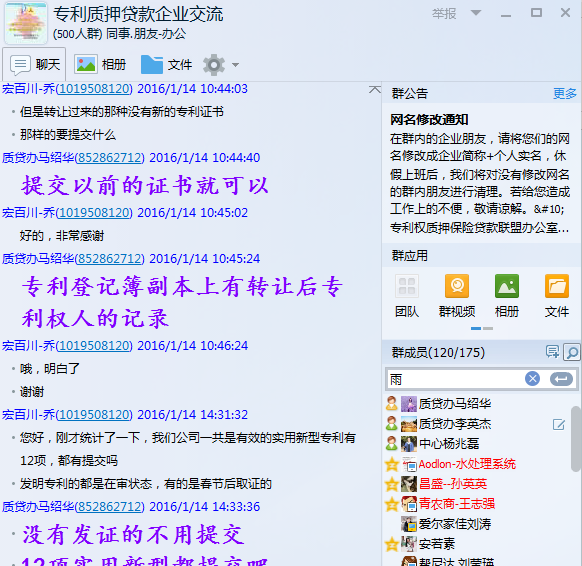 专利质押贷款企业交流
(500人群) 同事.朋友-办公
举报
聊天
相册
文件
宏百川-乔(1019508120) 2016/1/14 10:44:03
但是转让过来的那种没有新的专利证书
那样的要提交什么
质贷办马绍华(852862712) 2016/1/14 10:44:40
提交以前的证书就可以
宏百川-乔(1019508120) 2016/1/14 10:45:02
好的，非常感谢
质贷办马绍华(852862712) 2016/1/14 10:45:24
专利登记簿副本上有转让后专
利权人的记录
宏百川-乔(1019508120) 2016/1/14 10:46:24
哦，明白了
谢谢
宏百川-乔(1019508120) 2016/1/14 14:31:32
您好，刚才统计了一下，我们公司一共是有效的实用新型专利有
12项，都有提交吗
发明专利的都是在审状态，有的是春节后取证的
质贷办马绍华(852862712) 2016/1/14 14:33:36
没有发证的不用提交
12项实用新型都提交吧
群公告
更多
网名修改通知
在群内的企业朋友，请将您们的网
名修改成企业简称+个人实名，休
假上班后，我们将对没有修改网名
的群内朋友进行清理。若给您造成
工作上的不便，敬请谅解。&#10;
专利权质押保险贷款联盟办公室...
群应用
团队
群视频
相册
文件
群成员(120/175)
雨
质贷办马绍华
质贷办李英杰
中心杨兆磊
Aodlon-水处理系统
昌盛--孙英英
青农商-王志强
爱尔家佳刘涛
安若素
帮尼达 刘莹瑶